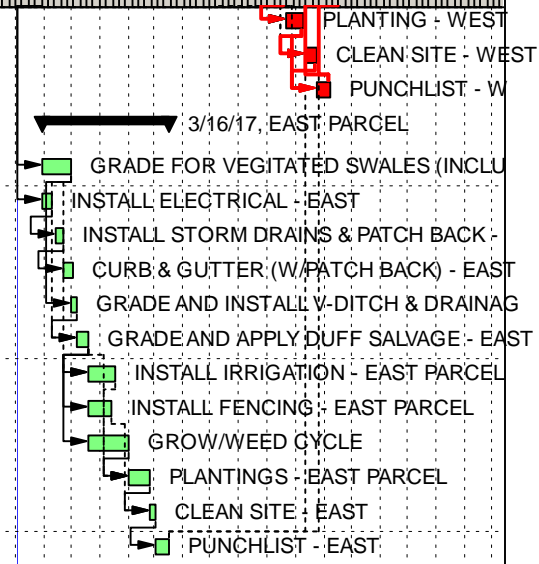 PLANTING - WEST
CLEAN SITE - WEST
PUNCHLIST - W
3/16/17, EAST PARCEL
GRADE FOR VEGITATED SWALES (INCLU
INSTALL ELECTRICAL - EAST
INSTALL STORM DRAINS & PATCH BACK -
CURB & GUTTER (W/PATCH BACK) - EAST
GRADE AND INSTALL V-DITCH & DRAINAG
GRADE AND APPLY DUFF SALVAGE - EAST
INSTALL IRRIGATION - EAST PARCEL
INSTALL FENCING - EAST PARCEL
GROW/WEED CYCLE
PLANTINGS - EAST PARCEL
CLEAN SITE - EAST
PUNCHLIST - EAST